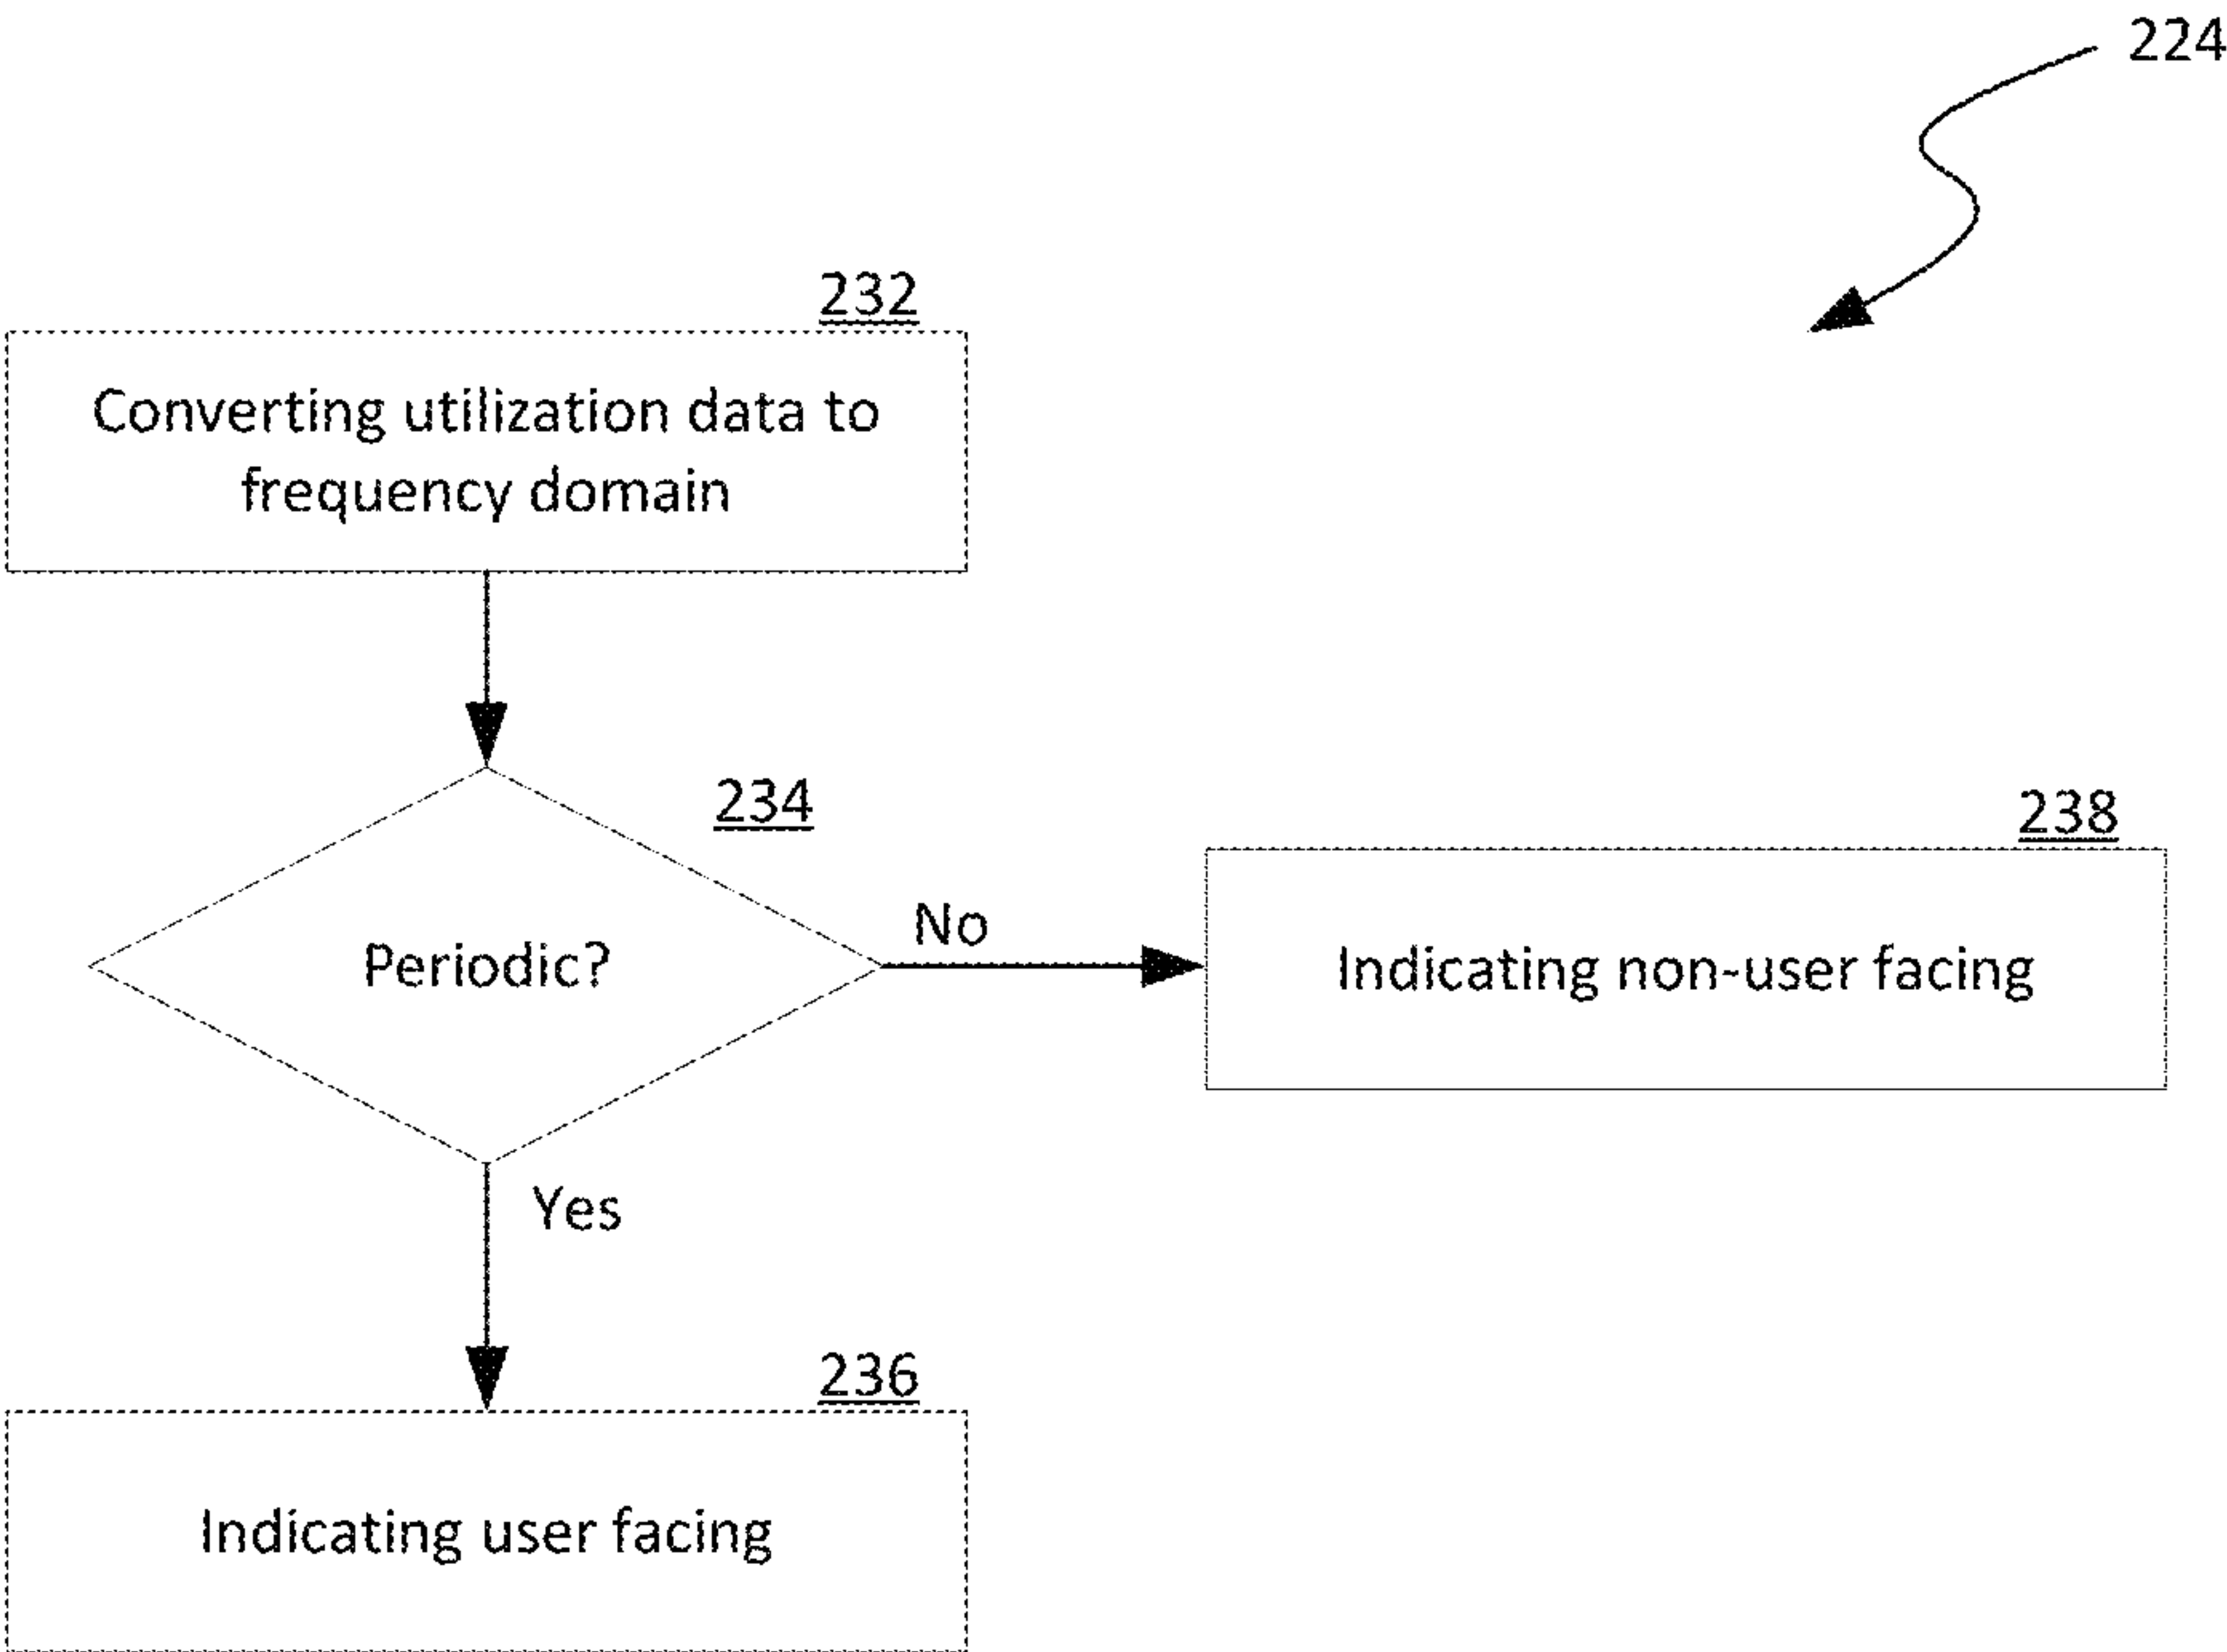 224
232
Converting utilization data to
frequency domain
234
Periodic?
No
238
Indicating non-user facing
Yes
236
Indicating user facing